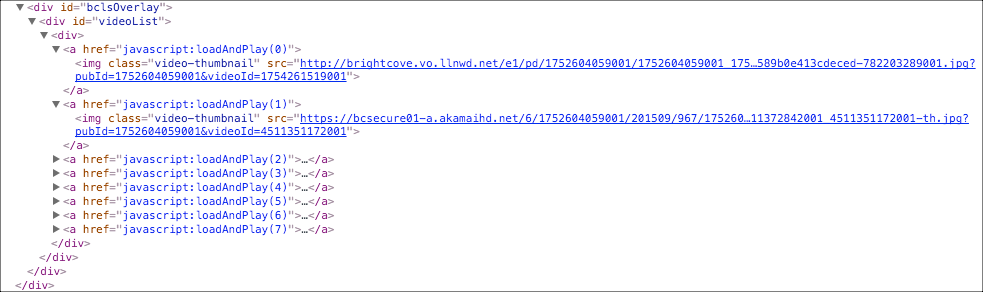 ▼<div id="bclsOverlay">
▼<div id="videoList">
▼<div>
▼<a href="javascript:loadAndPlay(0)">
<img class="video-thumbnail" src="http://brightcove.vo.llnwd.net/e1/pd/1752604059001/1752604059001_175…589b0e413cdeced-782203289001.jpg?
pubId=1752604059001&videoId=1754261519001">
</a>
▼<a href="javascript:loadAndPlay(1)">
<img class="video-thumbnail" src="https://bcsecure01-a.akamaihd.net/6/1752604059001/201509/967/175260…11372842001_4511351172001-th.jpg?
pubId=1752604059001&videoId=4511351172001">
</a>
▶<a href="javascript:loadAndPlay(2)">…</a>
▶<a href="javascript:loadAndPlay(3)">…</a>
▶<a href="javascript:loadAndPlay(4)">…</a>
▶<a href="javascript:loadAndPlay(5)">…</a>
▶<a href="javascript:loadAndPlay(6)">…</a>
▶<a href="javascript:loadAndPlay(7)">…</a>
</div>
</div>
</div>
</div>